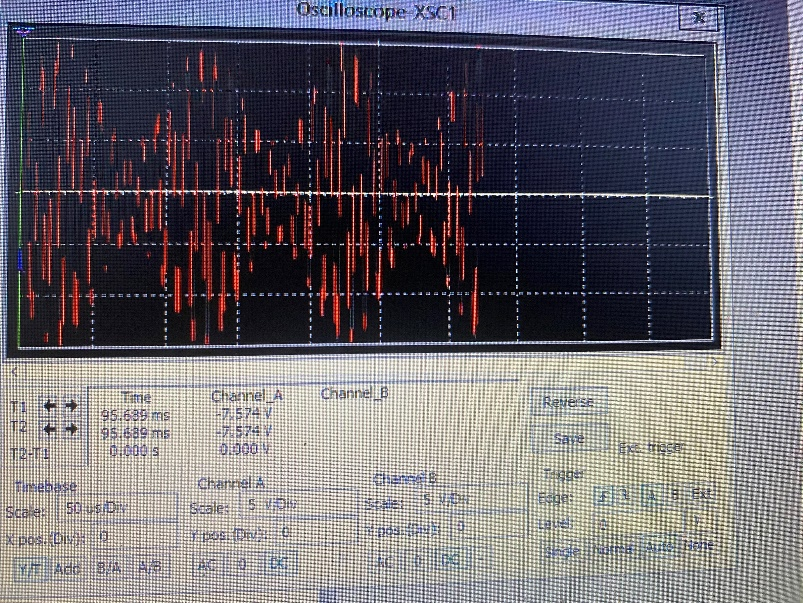 Oscilloscope-XSC1
Time Channel_A Channel_B
T1 95.689 ms -7.574 V
T2 95.689 ms -7.574 V
T2-T1 0.000 s 0.000 V
Reverse
Save
Ext. trigger
Timebase
Scale: 50 us/Div
X pos.(Div): 0
Y/T Add B/A A/B
Channel A
Scale: 5 V/Div
Y pos.(Div): 0
AC 0 DC
Channel B
Scale: 5 V/Div
Y pos.(Div): 0
AC 0 DC
Trigger
Edge: A B Ext
Level: 0 V
Single Normal Auto None